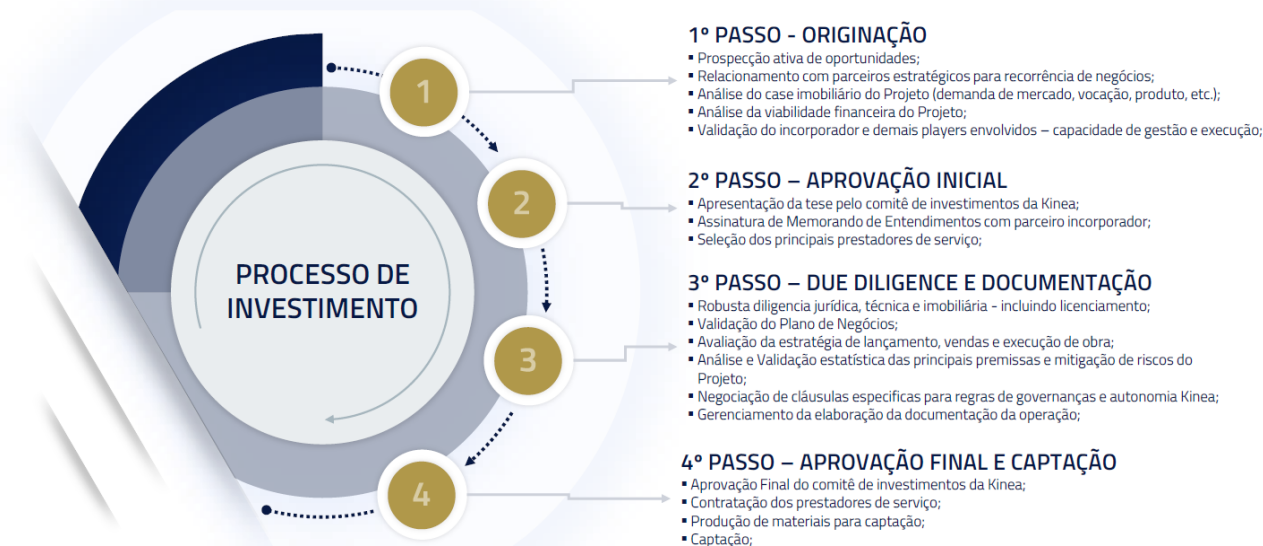 PROCESSO DE
INVESTIMENTO
1
2
3
4
1º PASSO - ORIGINAÇÃO
▪ Prospecção ativa de oportunidades;
▪ Relacionamento com parceiros estratégicos para recorrência de negócios;
▪ Análise do case imobiliário do Projeto (demanda de mercado, vocação, produto, etc.);
▪ Análise da viabilidade financeira do Projeto;
▪ Validação do incorporador e demais players envolvidos – capacidade de gestão e execução;
2º PASSO – APROVAÇÃO INICIAL
▪ Apresentação da tese pelo comitê de investimentos da Kinea;
▪ Assinatura de Memorando de Entendimentos com parceiro incorporador;
▪ Seleção dos principais prestadores de serviço;
3º PASSO – DUE DILIGENCE E DOCUMENTAÇÃO
▪ Robusta diligencia jurídica, técnica e imobiliária - incluindo licenciamento;
▪ Validação do Plano de Negócios;
▪ Avaliação da estratégia de lançamento, vendas e execução de obra;
▪ Análise e Validação estatística das principais premissas e mitigação de riscos do
Projeto;
▪ Negociação de cláusulas especificas para regras de governanças e autonomia Kinea;
▪ Gerenciamento da elaboração da documentação da operação;
4º PASSO – APROVAÇÃO FINAL E CAPTAÇÃO
▪ Aprovação Final do comitê de investimentos da Kinea;
▪ Contratação dos prestadores de serviço;
▪ Produção de materiais para captação;
▪ Captação;